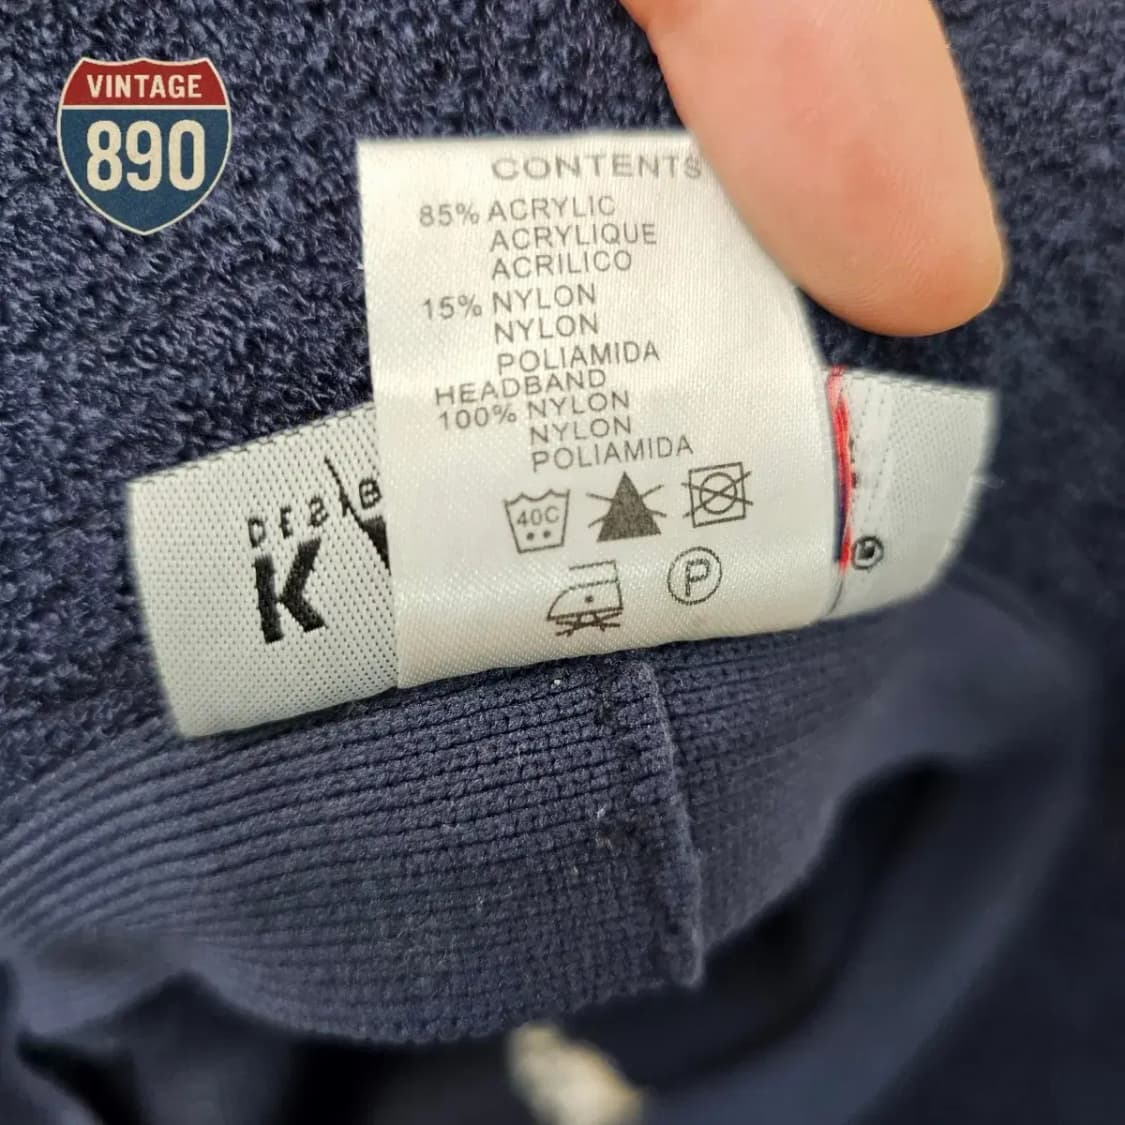 VINTAGE
890
CONTENTS
85% ACRYLIC
ACRYLIQUE
ACRILICO
15% NYLON
NYLON
POLIAMIDA
HEADBAND
100% NYLON
NYLON
POLIAMIDA
40C
P
K